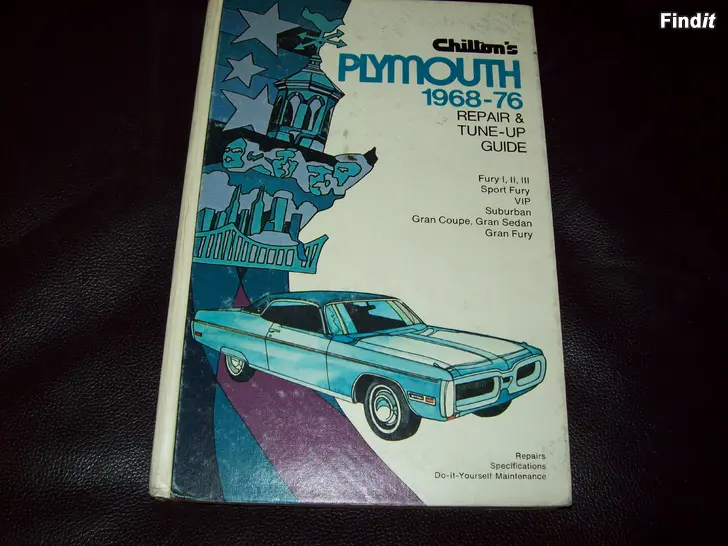 Findit
Chilton's
PLYMOUTH
1968-76
REPAIR &
TUNE-UP
GUIDE
Fury I, II, III
Sport Fury
VIP
Suburban
Gran Coupe, Gran Sedan
Gran Fury
Repairs
Specifications
Do-it-Yourself Maintenance